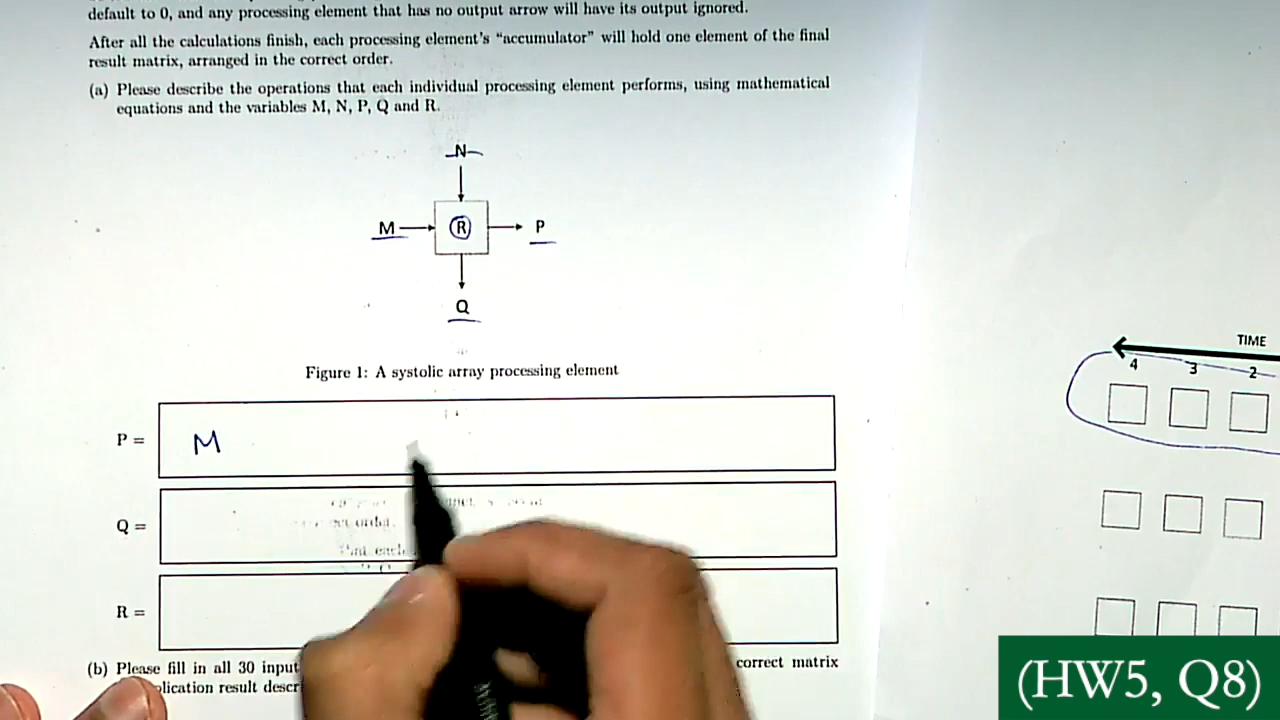 default to 0, and any processing element that has no output arrow will have its output ignored.
After all the calculations finish, each processing element's "accumulator" will hold one element of the final
result matrix, arranged in the correct order.
(a) Please describe the operations that each individual processing element performs, using mathematical
equations and the variables M, N, P, Q and R.
N
M R P
Q
Figure 1: A systolic array processing element
TIME
4 3 2
P = M
Q =
R =
(b) Please fill in all 30 input correct matrix
(HW5, Q8)